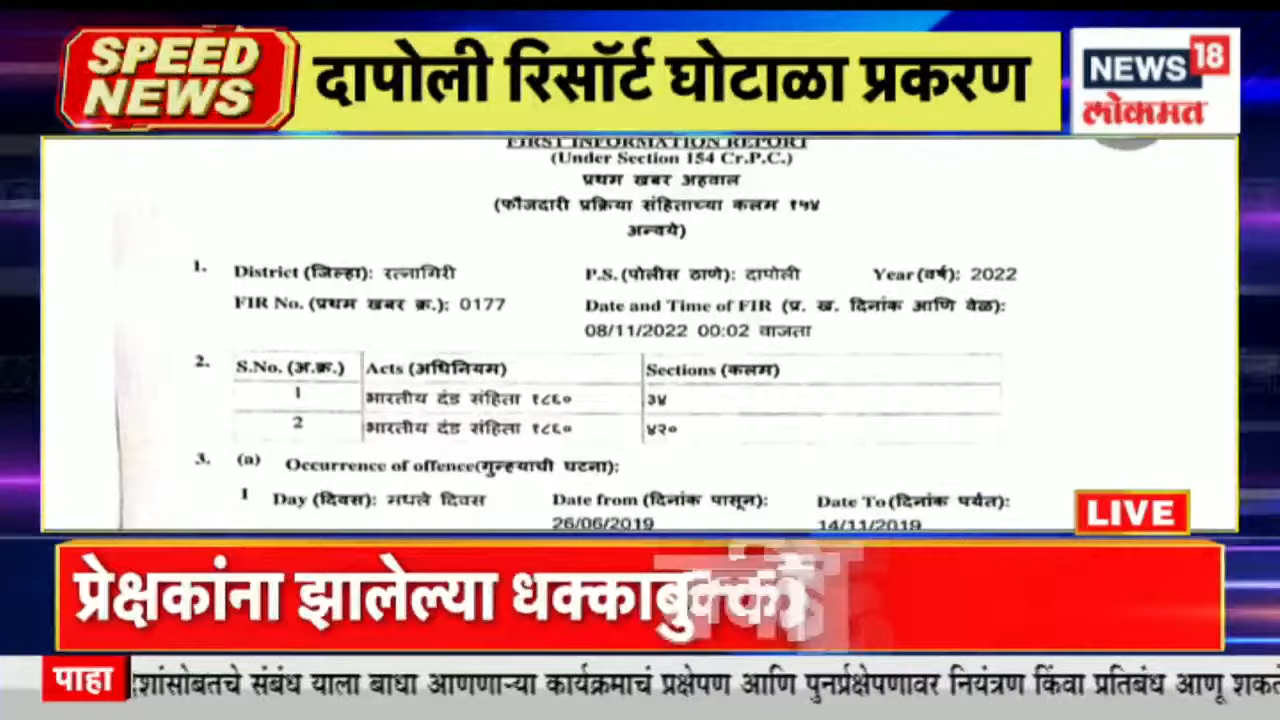 SPEED
NEWS
दापोली रिसॉर्ट घोटाळा प्रकरण
NEWS 18
लोकमत
FIRST INFORMATION REPORT
(Under Section 154 Cr.P.C.)
प्रथम खबर अहवाल
(फौजदारी प्रक्रिया संहिताच्या कलम १५४
अन्वये)
1. District (जिल्हा): रत्नागिरी P.S. (पोलीस ठाणे): दापोली Year (वर्ष): 2022
FIR No. (प्रथम खबर क्र.): 0177 Date and Time of FIR (प्र. ख. दिनांक आणि वेळ):
08/11/2022 00:02 वाजता
2. S.No. (अ.क्र.) Acts (अधिनियम) Sections (कलम)
1 भारतीय दंड संहिता १८६० ३४
2 भारतीय दंड संहिता १८६० ४२०
3. (a) Occurrence of offence(गुन्हयाची घटना):
1 Day (दिवस): मधले दिवस Date from (दिनांक पासून): Date To(दिनांक पर्यंत):
26/06/2019 14/11/2019
LIVE
प्रेक्षकांना झालेल्या
पाहा संबंध याला बाधा आणणाऱ्या कार्यक्रमाचं प्रक्षेपण आणि पुनर्प्रक्षेपणावर नियंत्रण किंवा प्रतिबंध आणू